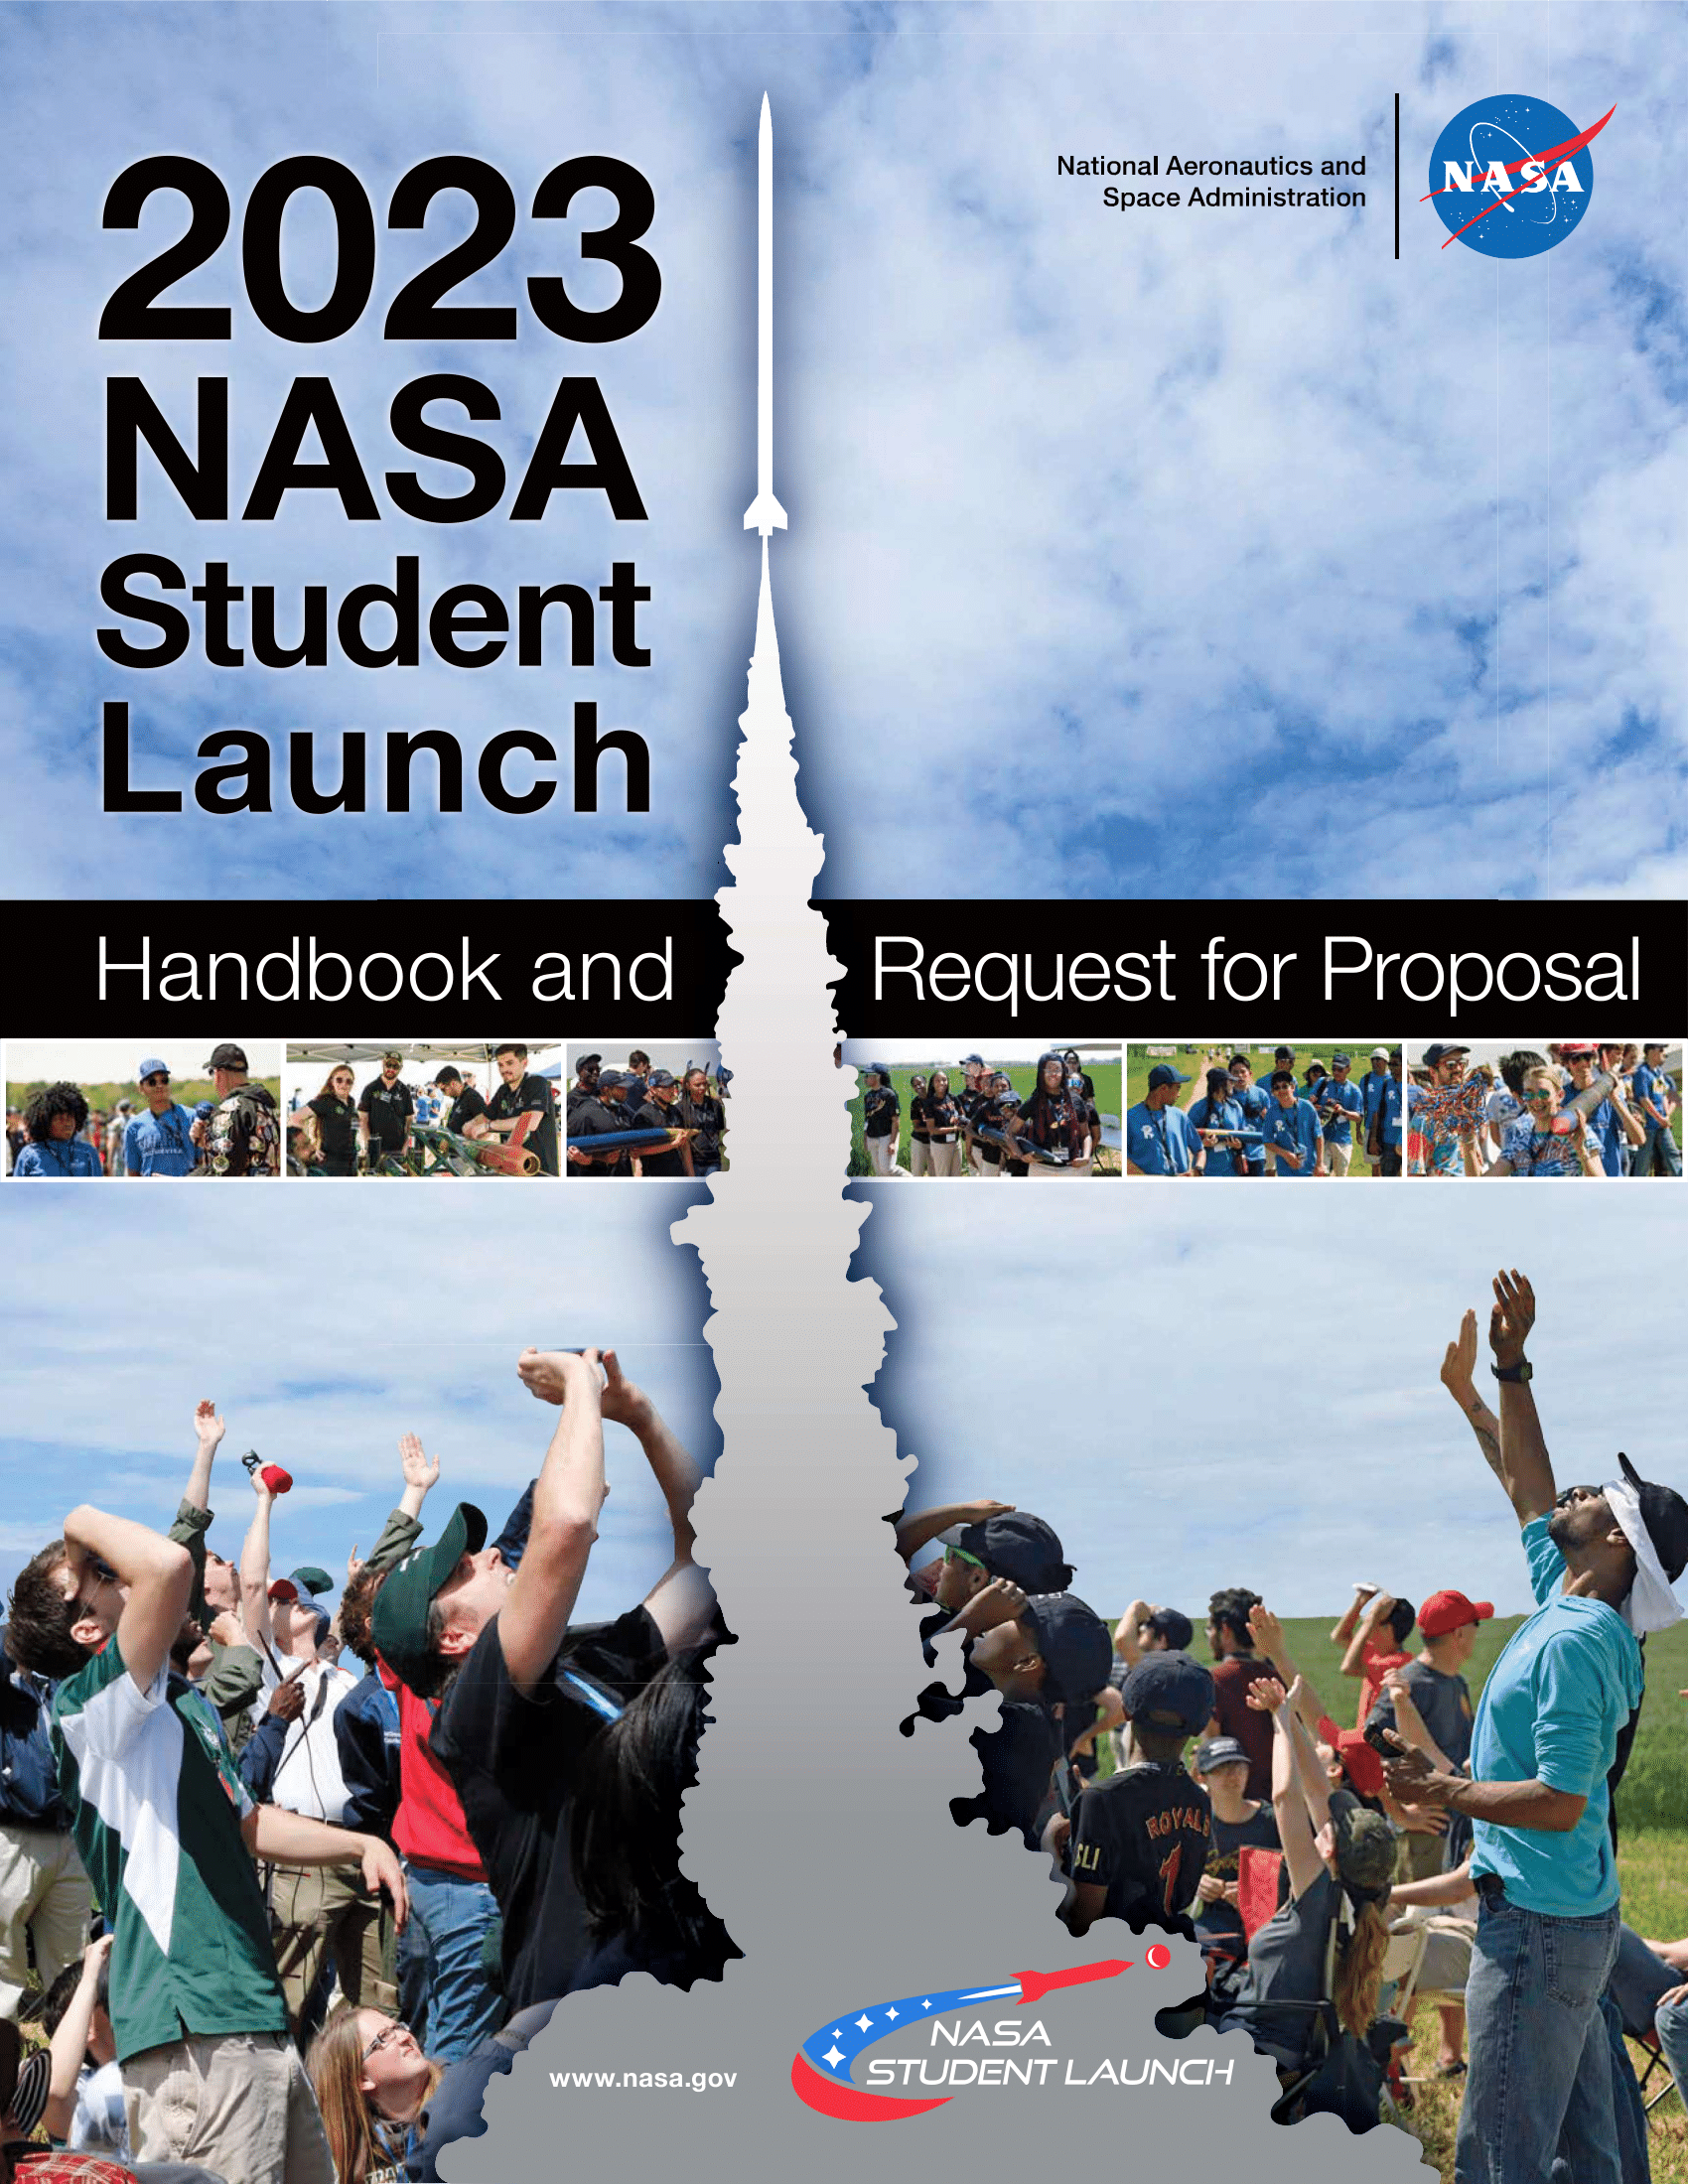 2023
NASA
Student
Launch
National Aeronautics and
Space Administration
NASA
Handbook and Request for Proposal
ROYALS
1
SLI
www.nasa.gov
NASA
STUDENT LAUNCH